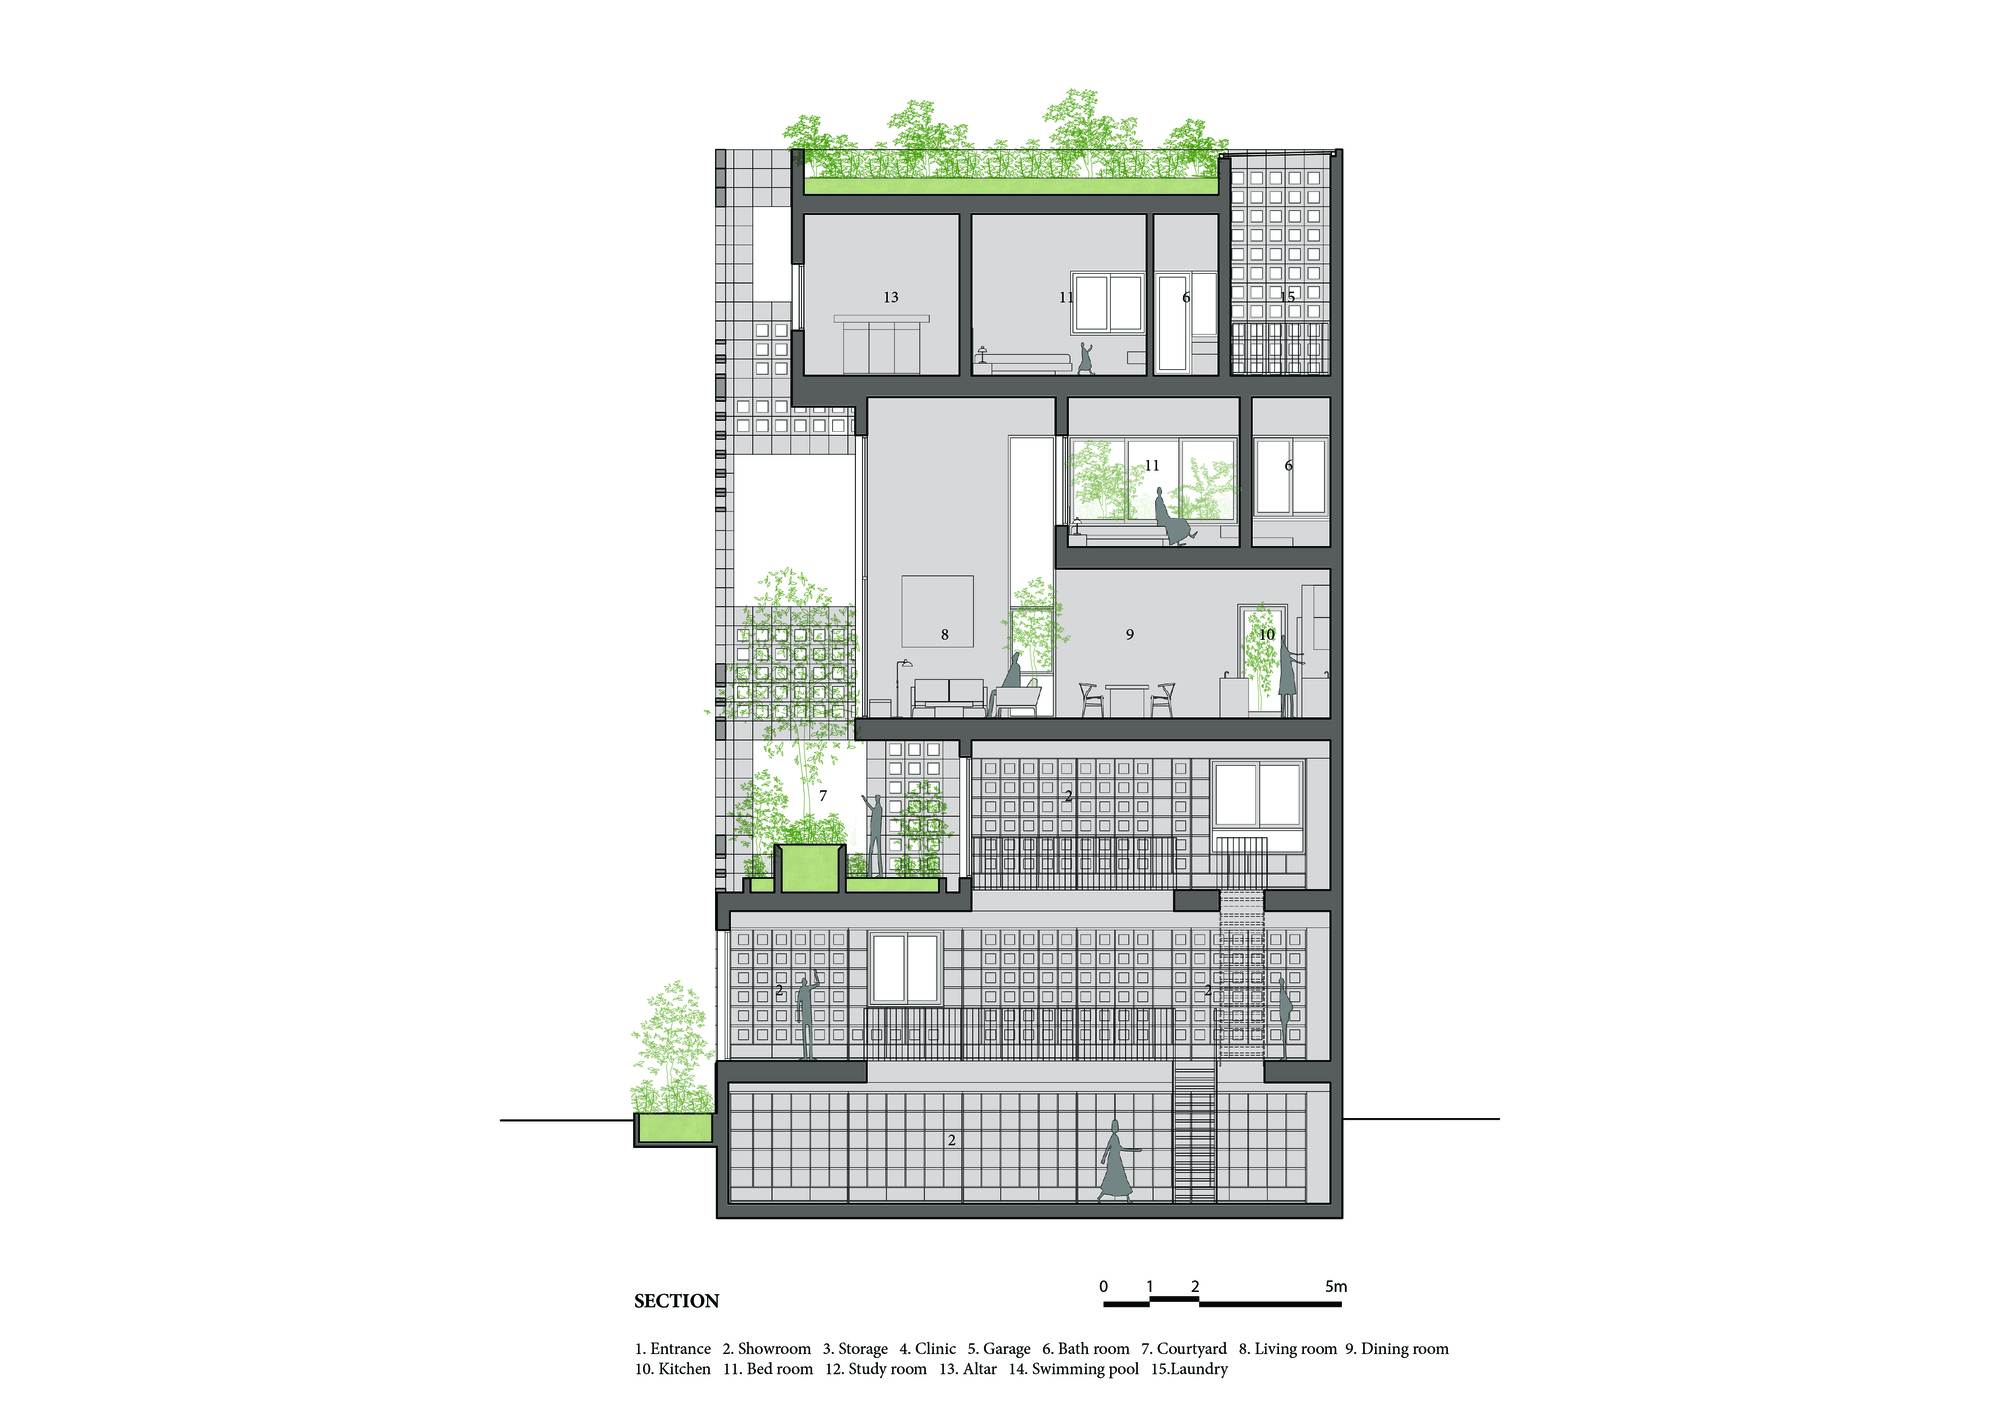 13 11 6 15
11 6
8 9 10
7 2
2 2
2
0 1 2 5m
SECTION
1. Entrance 2. Showroom 3. Storage 4. Clinic 5. Garage 6. Bath room 7. Courtyard 8. Living room 9. Dining room
10. Kitchen 11. Bed room 12. Study room 13. Altar 14. Swimming pool 15.Laundry